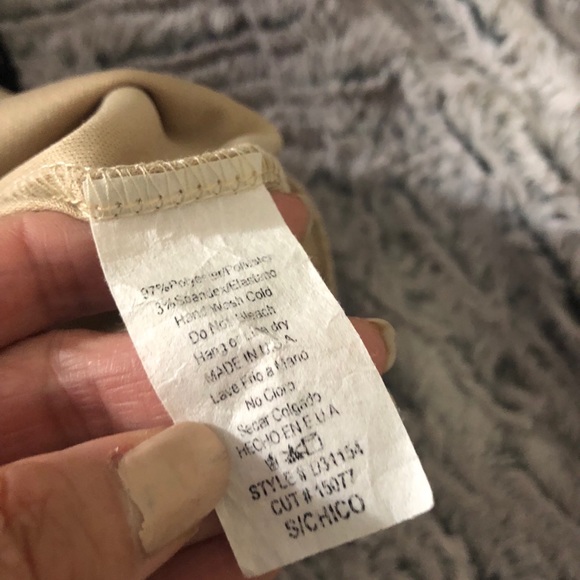 97%Polyester/Poliester
3%Spandex/Elastano
Hand Wash Cold
Do Not Bleach
Hang or Line dry
MADE IN U.S.A
Lave Frio a Mano
No Cloro
Secar Colgado
HECHO EN E U A
STYLE # D31154
CUT # 15077
S/CHICO